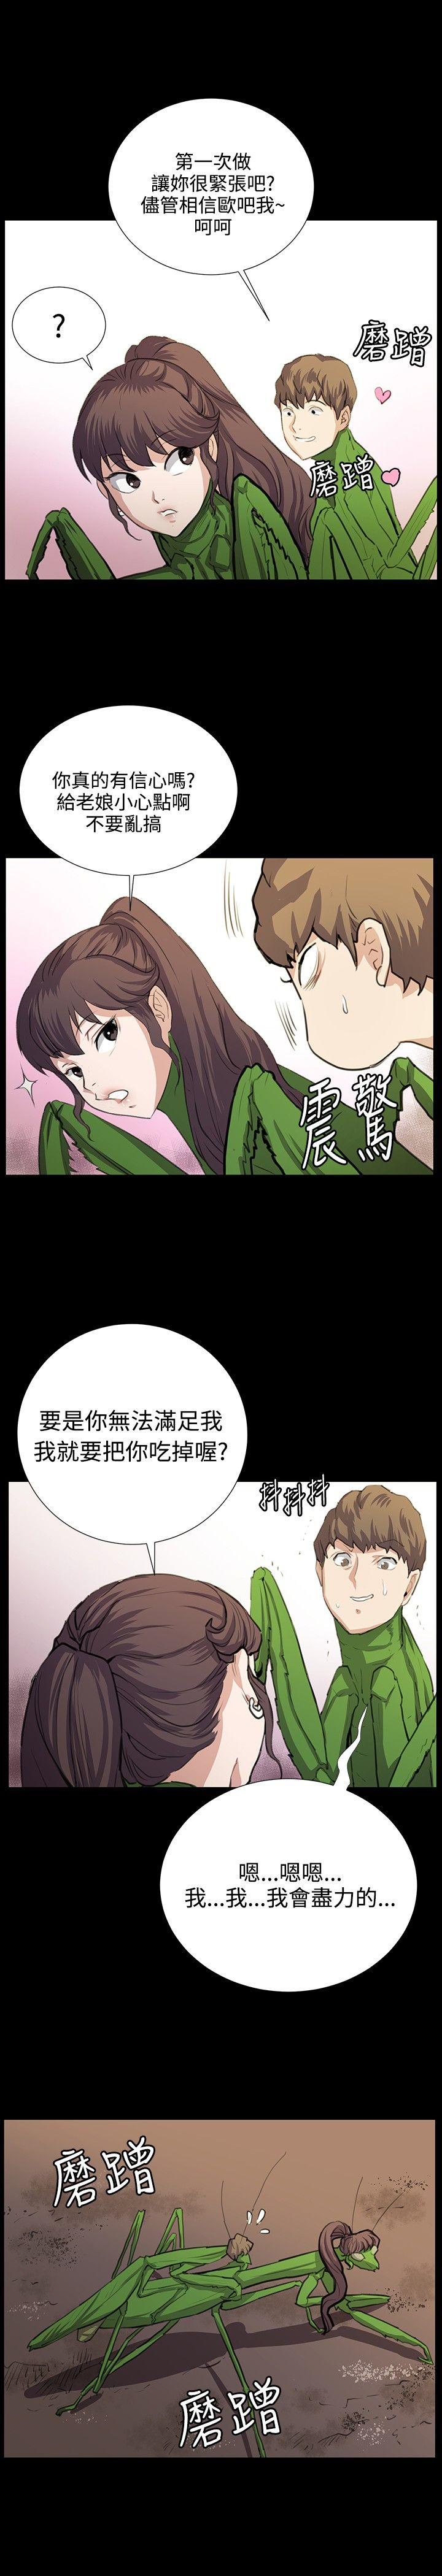 第一次做
讓妳很緊張吧?
儘管相信歐吧我~
呵呵
?
磨蹭
磨蹭
你真的有信心嗎?
給老娘小心點啊
不要亂搞
震驚
要是你無法滿足我
我就要把你吃掉喔?
抖抖抖
嗯...嗯嗯...
我...我...我會盡力的...
磨蹭
磨蹭